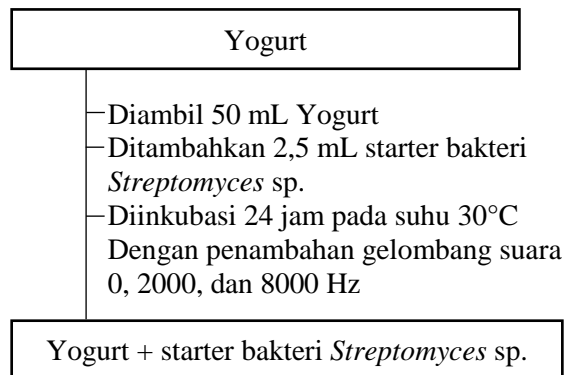 Yogurt
Diambil 50 mL Yogurt
Ditambahkan 2,5 mL starter bakteri
Streptomyces sp.
Diinkubasi 24 jam pada suhu 30°C
Dengan penambahan gelombang suara
0, 2000, dan 8000 Hz
Yogurt + starter bakteri Streptomyces sp.